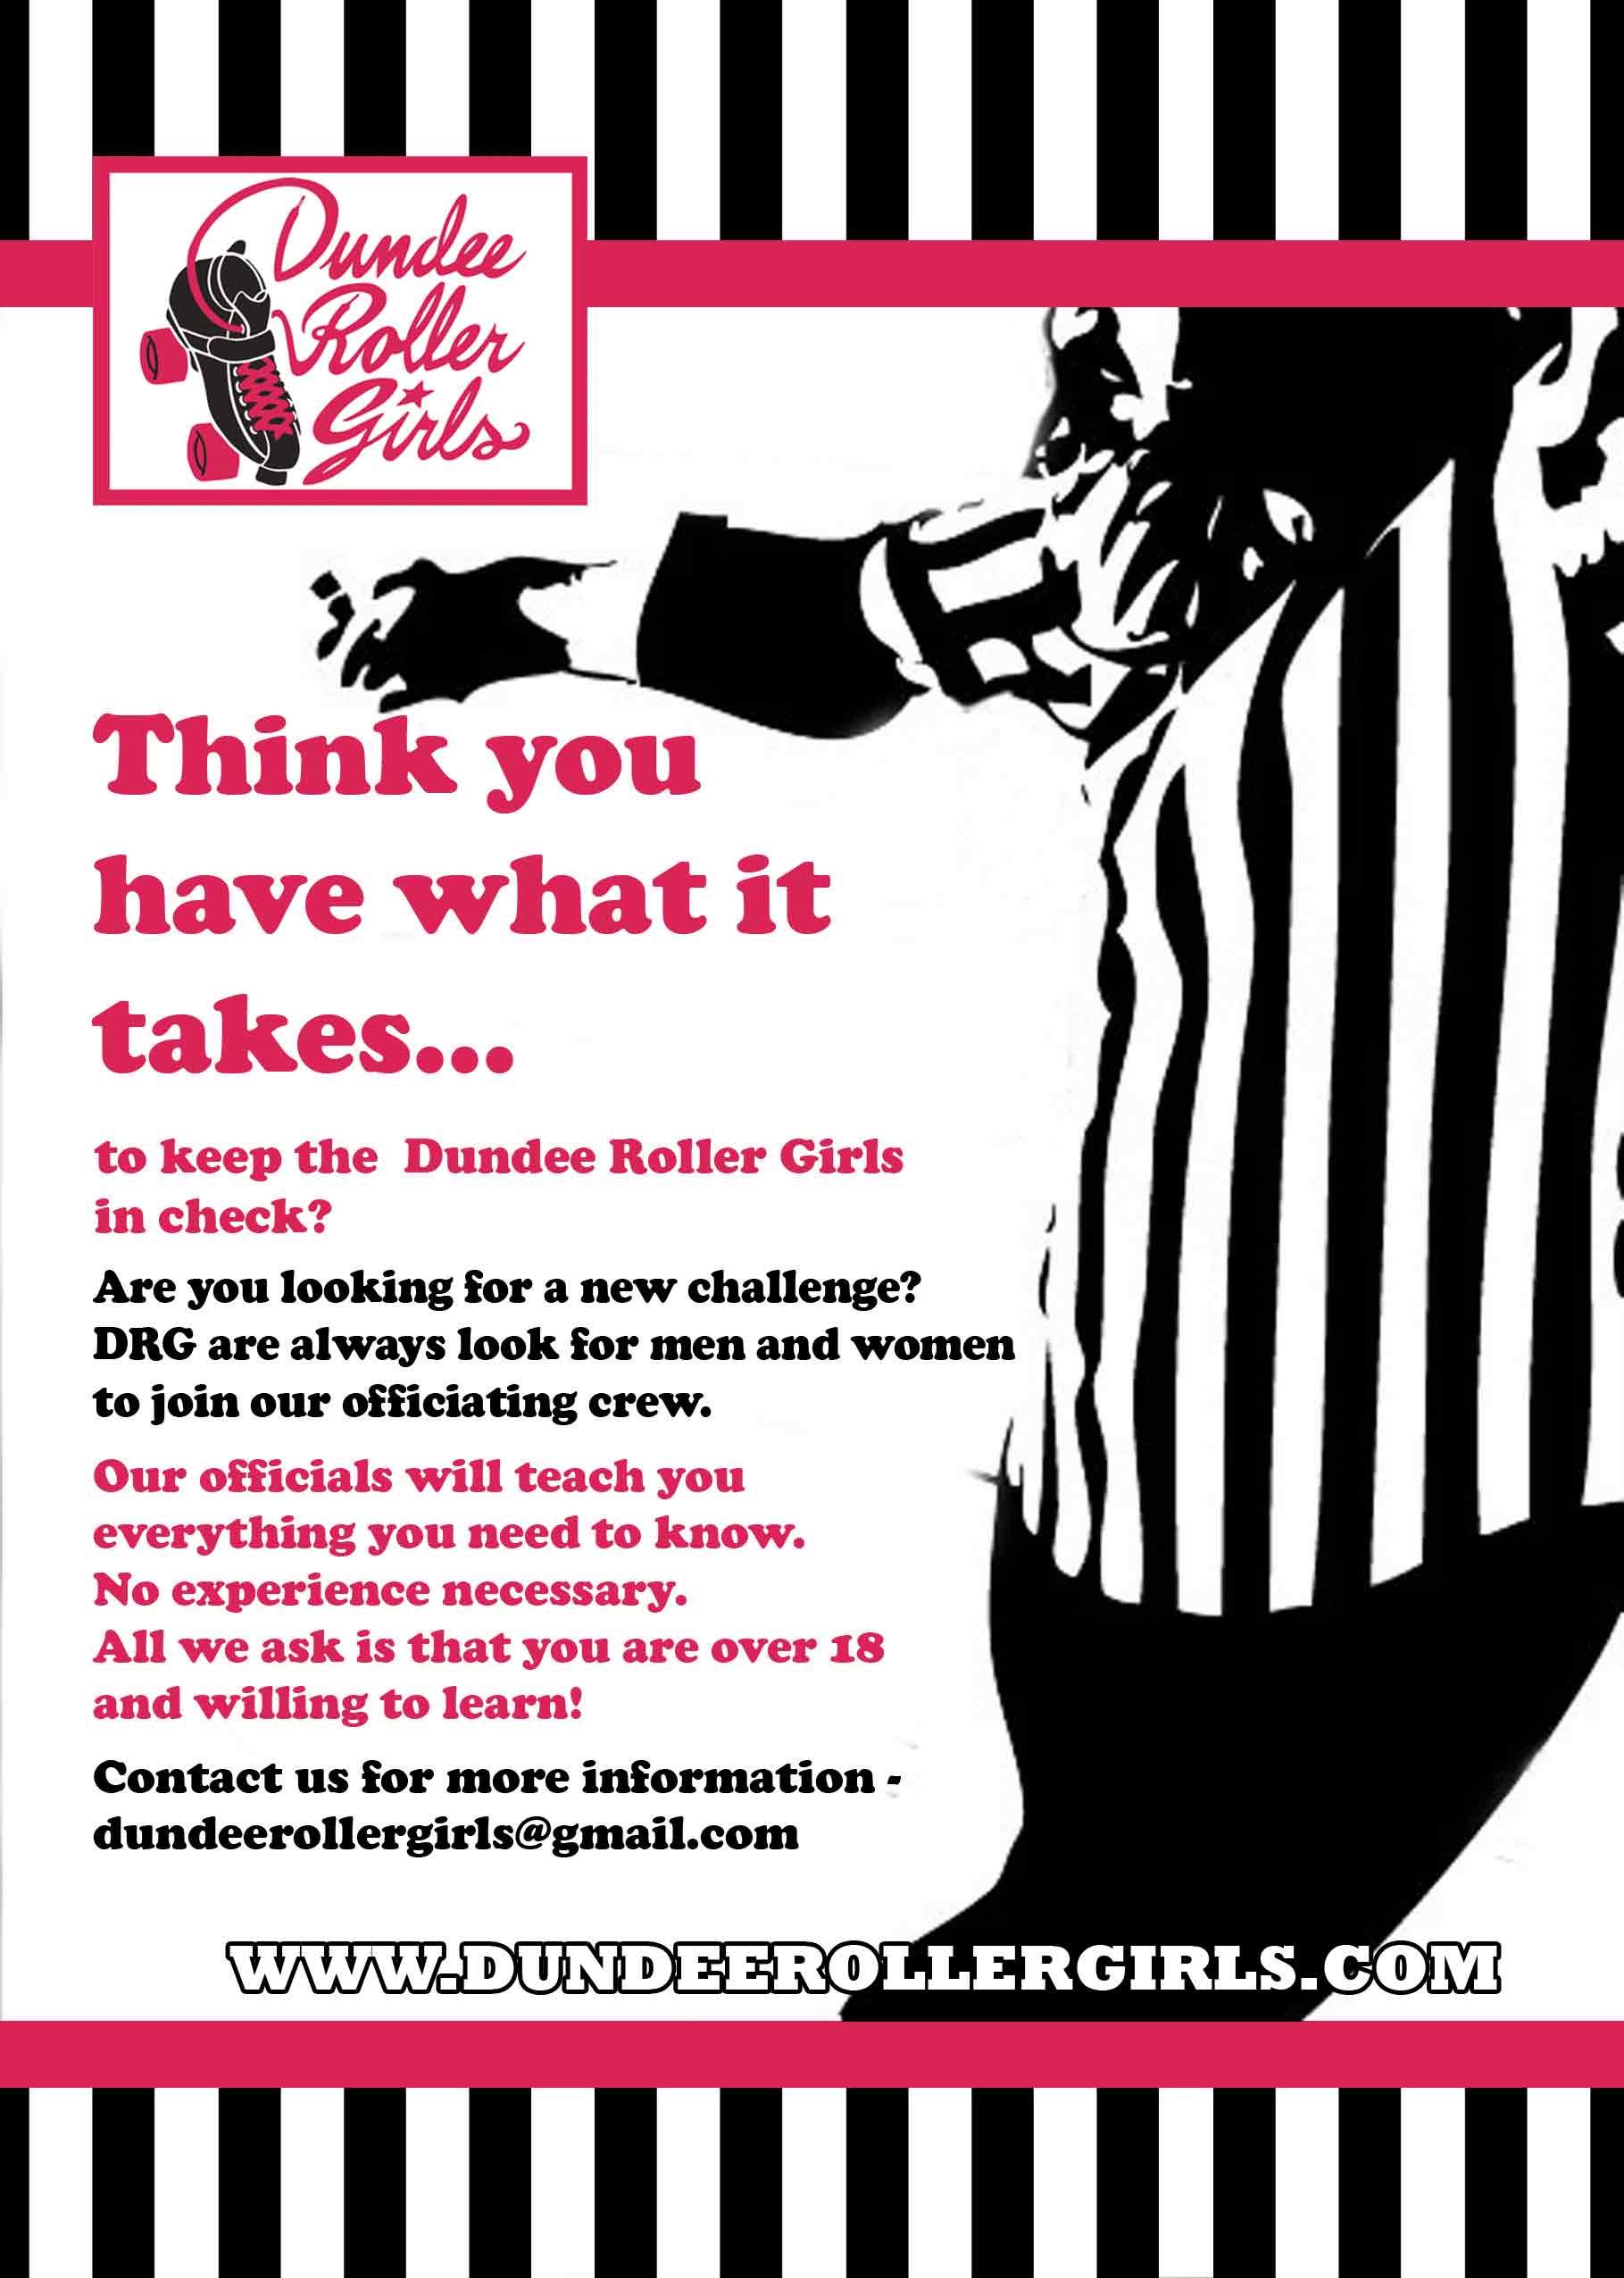 Dundee
Roller
Girls
Think you
have what it
takes...
to keep the Dundee Roller Girls
in check?
Are you looking for a new challenge?
DRG are always look for men and women
to join our officiating crew.
Our officials will teach you
everything you need to know.
No experience necessary.
All we ask is that you are over 18
and willing to learn!
Contact us for more information -
dundeerollergirls@gmail.com
WWW.DUNDEEROLLERGIRLS.COM